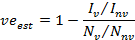 ve_est = 1 − (I_v / I_nv) / (N_v / N_nv)